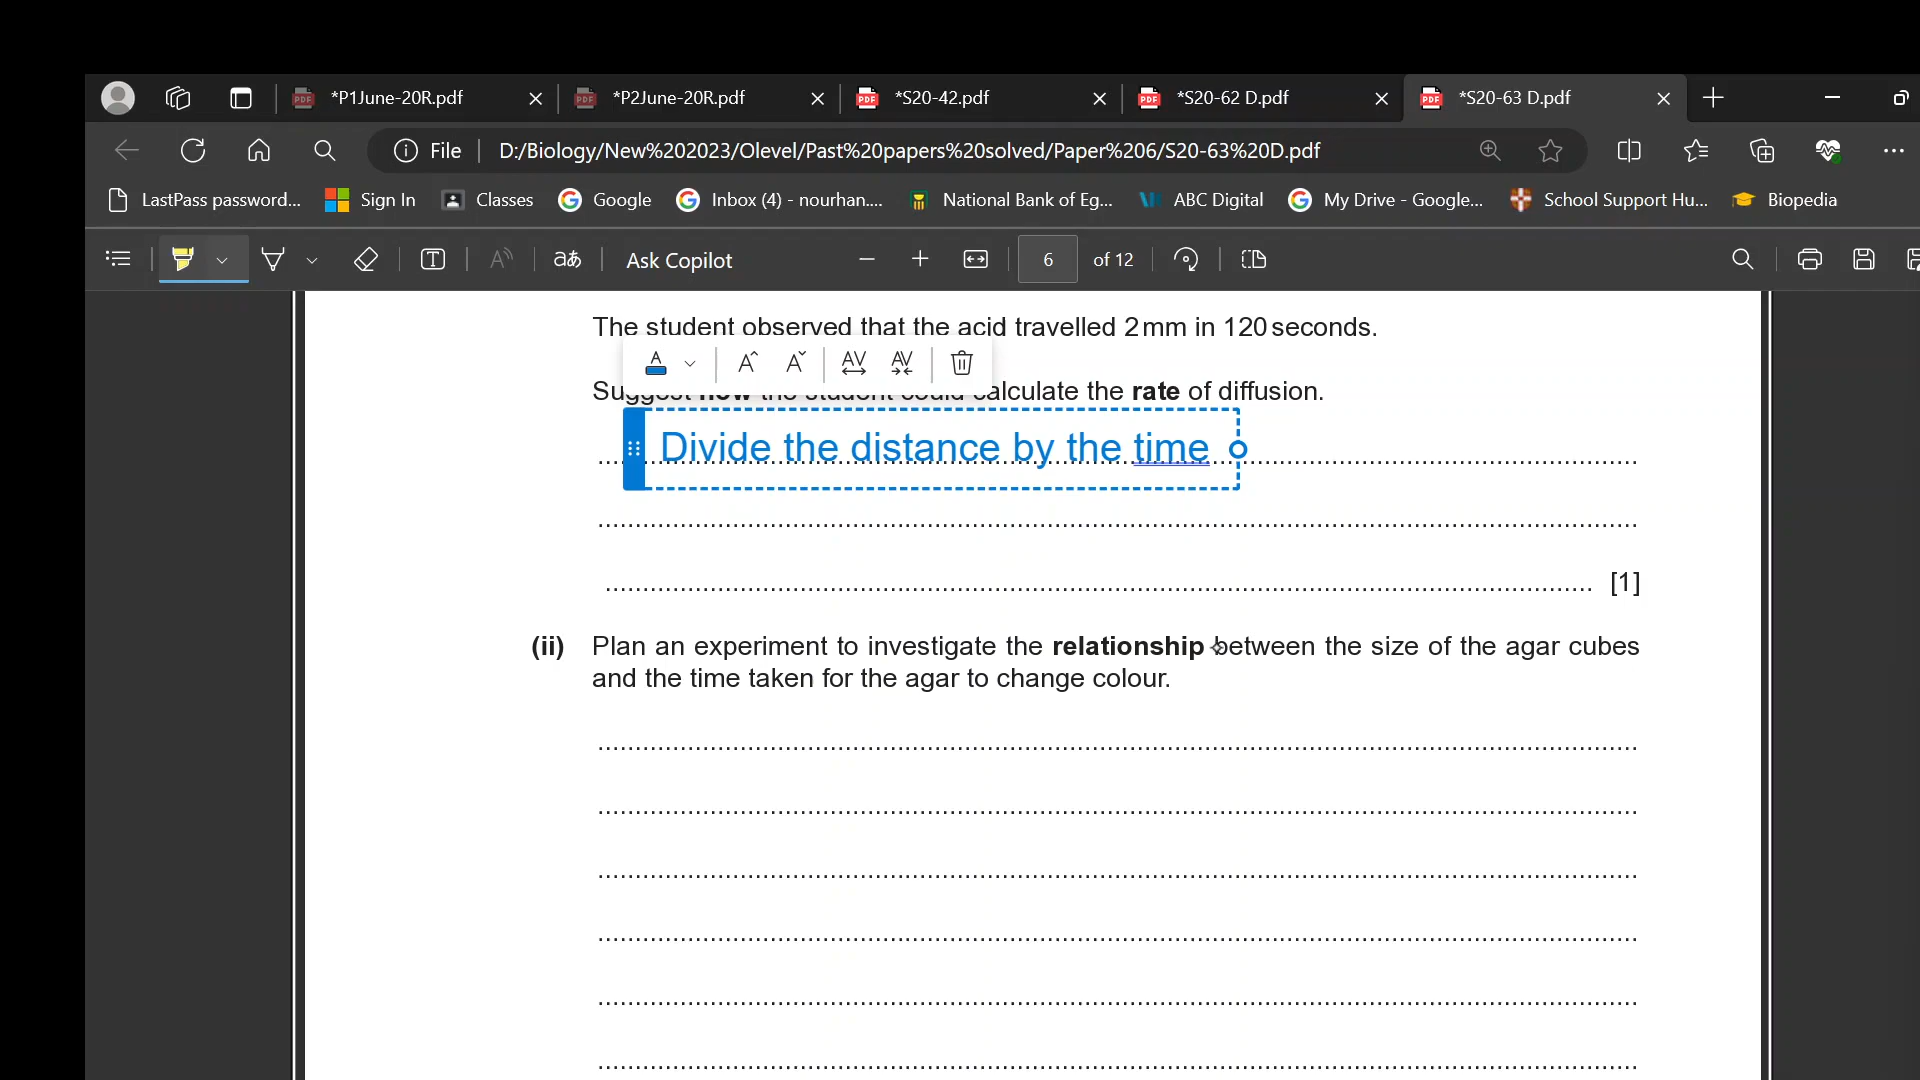 *P1June-20R.pdf
*P2June-20R.pdf
*S20-42.pdf
*S20-62 D.pdf
*S20-63 D.pdf
File
D:/Biology/New%202023/Olevel/Past%20papers%20solved/Paper%206/S20-63%20D.pdf
LastPass password...
Sign In
Classes
Google
Inbox (4) - nourhan....
National Bank of Eg...
ABC Digital
My Drive - Google...
School Support Hu...
Biopedia
Ask Copilot
6 of 12
The student observed that the acid travelled 2 mm in 120 seconds.
Suggest how the student could calculate the rate of diffusion.
Divide the distance by the time
[1]
(ii) Plan an experiment to investigate the relationship between the size of the agar cubes
and the time taken for the agar to change colour.